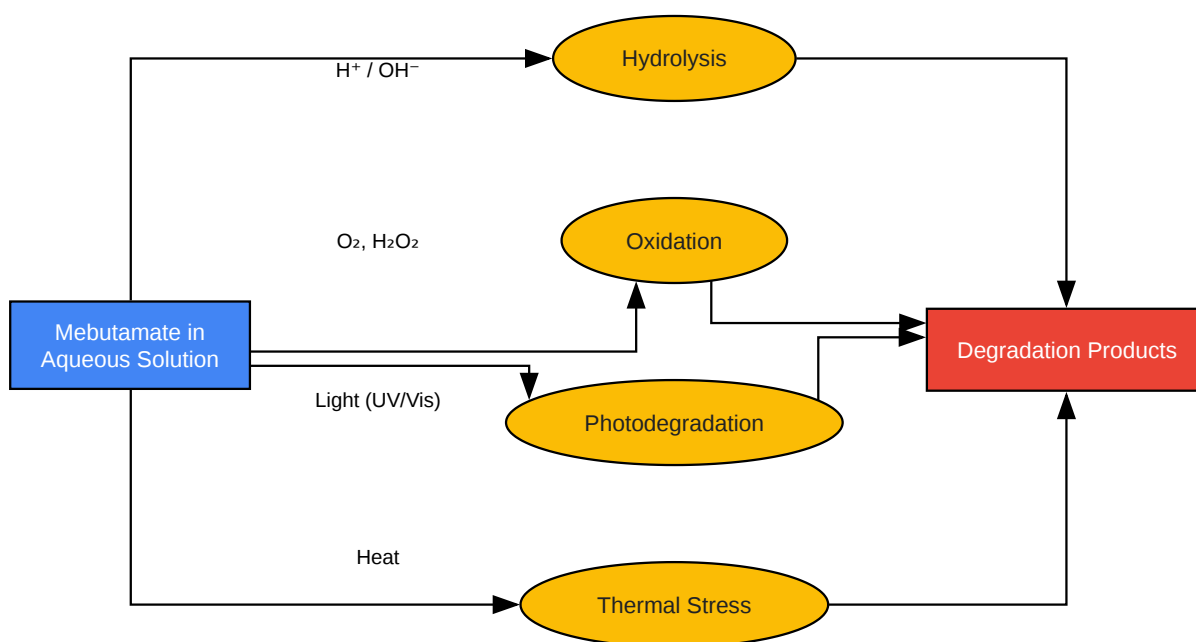 Hydrolysis
H⁺ / OH⁻
O₂, H₂O₂
Oxidation
Mebutamate in
Aqueous Solution
Degradation Products
Light (UV/Vis)
Photodegradation
Heat
Thermal Stress